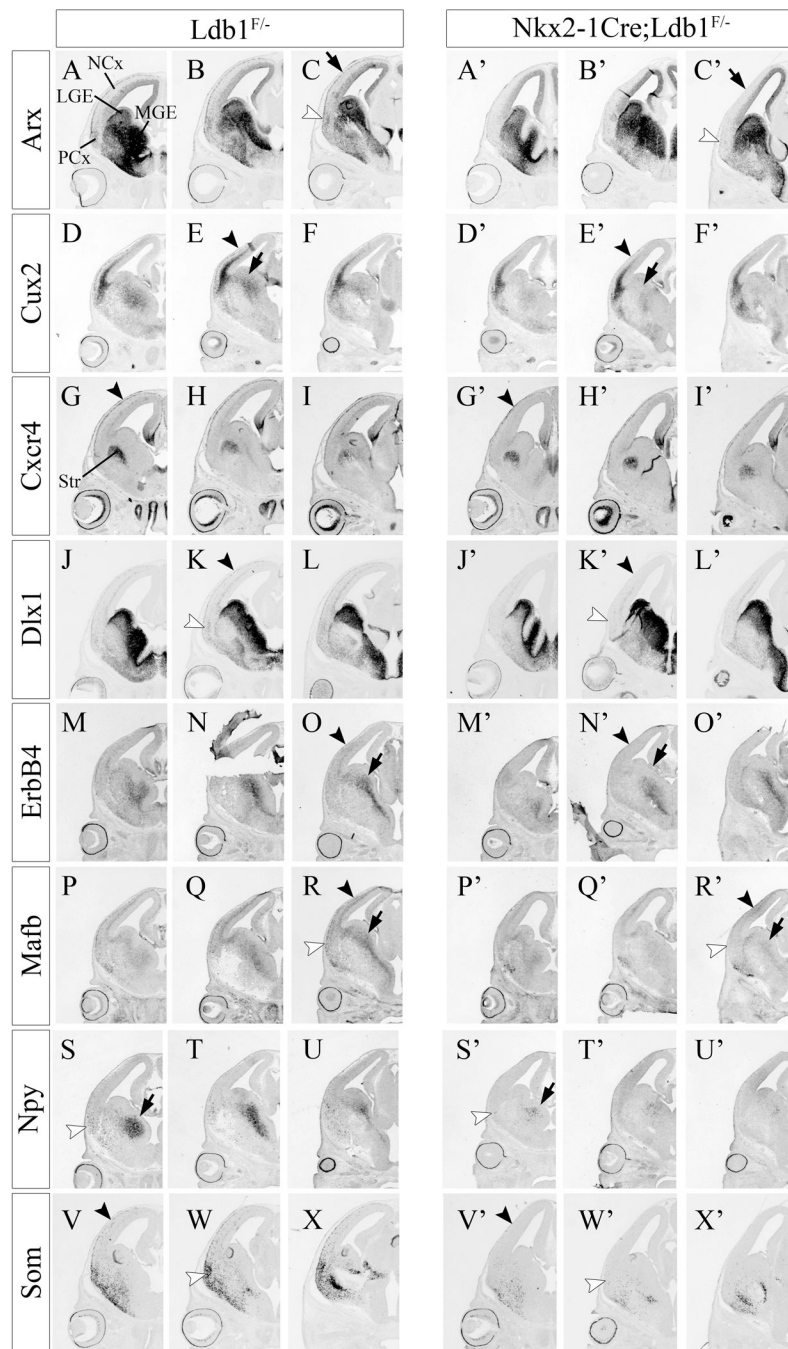 Ldb1F/-
Nkx2-1Cre;Ldb1F/-
Arx
A
NCx
LGE
MGE
PCx
B
C
A’
B’
C’
Cux2
D
E
F
D’
E’
F’
Cxcr4
G
Str
H
I
G’
H’
I’
Dlx1
J
K
L
J’
K’
L’
ErbB4
M
N
O
M’
N’
O’
Mafb
P
Q
R
P’
Q’
R’
Npy
S
T
U
S’
T’
U’
Som
V
W
X
V’
W’
X’